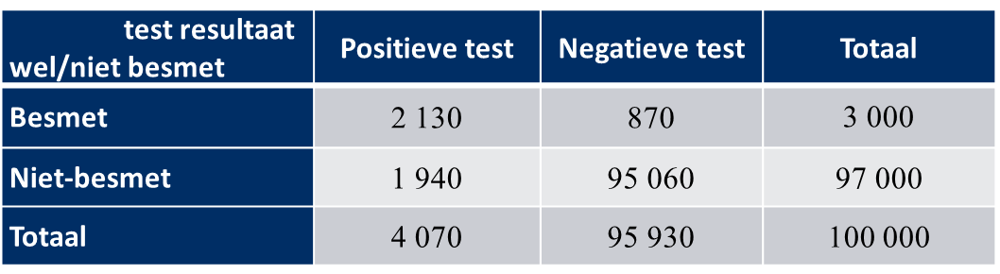 test resultaat
wel/niet besmet Positieve test Negatieve test Totaal
Besmet 2 130 870 3 000
Niet-besmet 1 940 95 060 97 000
Totaal 4 070 95 930 100 000